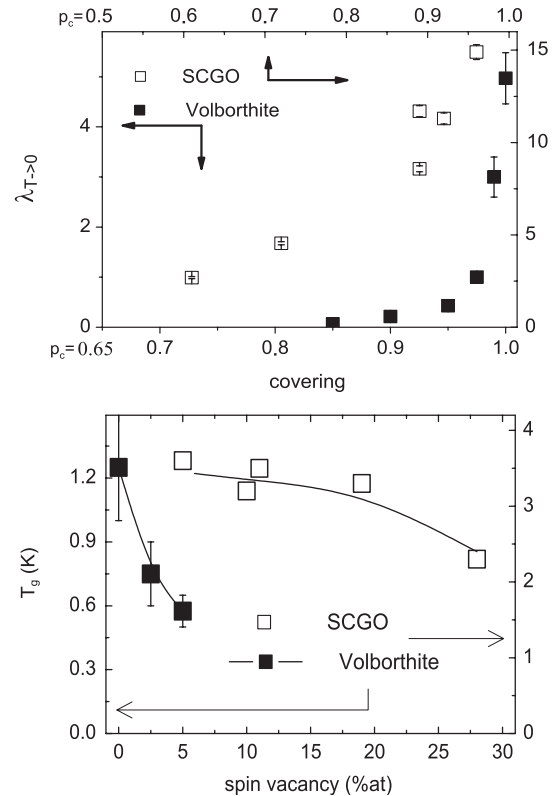 p_c=0.5 0.6 0.7 0.8 0.9 1.0
15
10
5
0
4
2
0
λ_T->0
SCGO
Volborthite
p_c=0.65 0.7 0.8 0.9 1.0
covering
1.2
0.9
0.6
0.3
0.0
T_g (K)
4
3
2
1
0
SCGO
Volborthite
0 5 10 15 20 25 30
spin vacancy (%at)